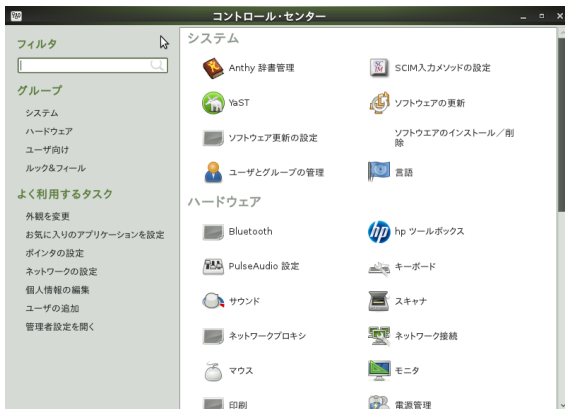 コントロール・センター
フィルタ
グループ
システム
ハードウェア
ユーザ向け
ルック&フィール
よく利用するタスク
外観を変更
お気に入りのアプリケーションを設定
ポインタの設定
ネットワークの設定
個人情報の編集
ユーザの追加
管理者設定を開く
システム
Anthy 辞書管理
SCIM入力メソッドの設定
YaST
ソフトウェアの更新
ソフトウェア更新の設定
ソフトウエアのインストール／削
除
ユーザとグループの管理
言語
ハードウェア
Bluetooth
hp ツールボックス
PulseAudio 設定
キーボード
サウンド
スキャナ
ネットワークプロキシ
ネットワーク接続
マウス
モニタ
印刷
電源管理